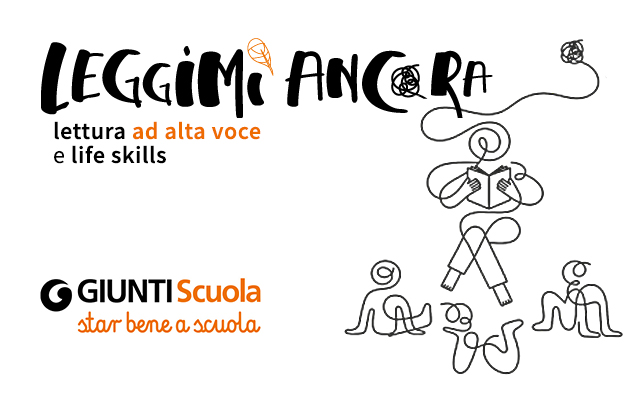 LEGGIMI ANCORA
lettura ad alta voce
e life skills
GIUNTI Scuola
star bene a scuola